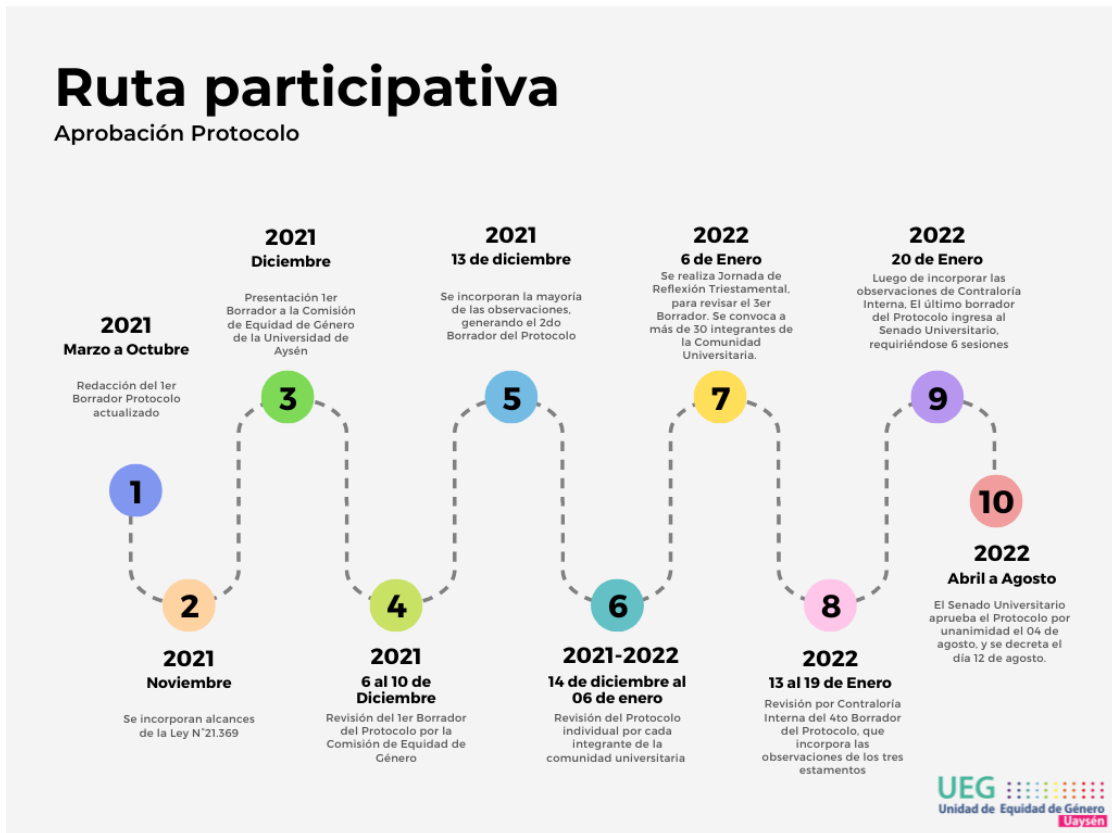 Ruta participativa
Aprobación Protocolo
2021
Marzo a Octubre
Redacción del 1er
Borrador Protocolo
actualizado
1
2
2021
Noviembre
Se incorporan alcances
de la Ley N°21.369
2021
Diciembre
Presentación 1er
Borrador a la Comisión
de Equidad de Género
de la Universidad de
Aysén
3
4
2021
6 al 10 de
Diciembre
Revisión del 1er Borrador
del Protocolo por la
Comisión de Equidad de
Género
2021
13 de diciembre
Se incorporan la mayoría
de las observaciones,
generando el 2do
Borrador del Protocolo
5
6
2021-2022
14 de diciembre al
06 de enero
Revisión del Protocolo
individual por cada
integrante de la
comunidad universitaria
2022
6 de Enero
Se realiza Jornada de
Reflexión Triestamental,
para revisar el 3er
Borrador. Se convoca a
más de 30 integrantes de
la Comunidad
Universitaria.
7
8
2022
13 al 19 de Enero
Revisión por Contraloría
Interna del 4to Borrador
del Protocolo, que
incorpora las
observaciones de los tres
estamentos
2022
20 de Enero
Luego de incorporar las
observaciones de Contraloría
Interna, El último borrador
del Protocolo ingresa al
Senado Universitario,
requiriéndose 6 sesiones
9
10
2022
Abril a Agosto
El Senado Universitario
aprueba el Protocolo por
unanimidad el 04 de
agosto, y se decreta el
día 12 de agosto.
UEG
Unidad de Equidad de Género
Uaysén